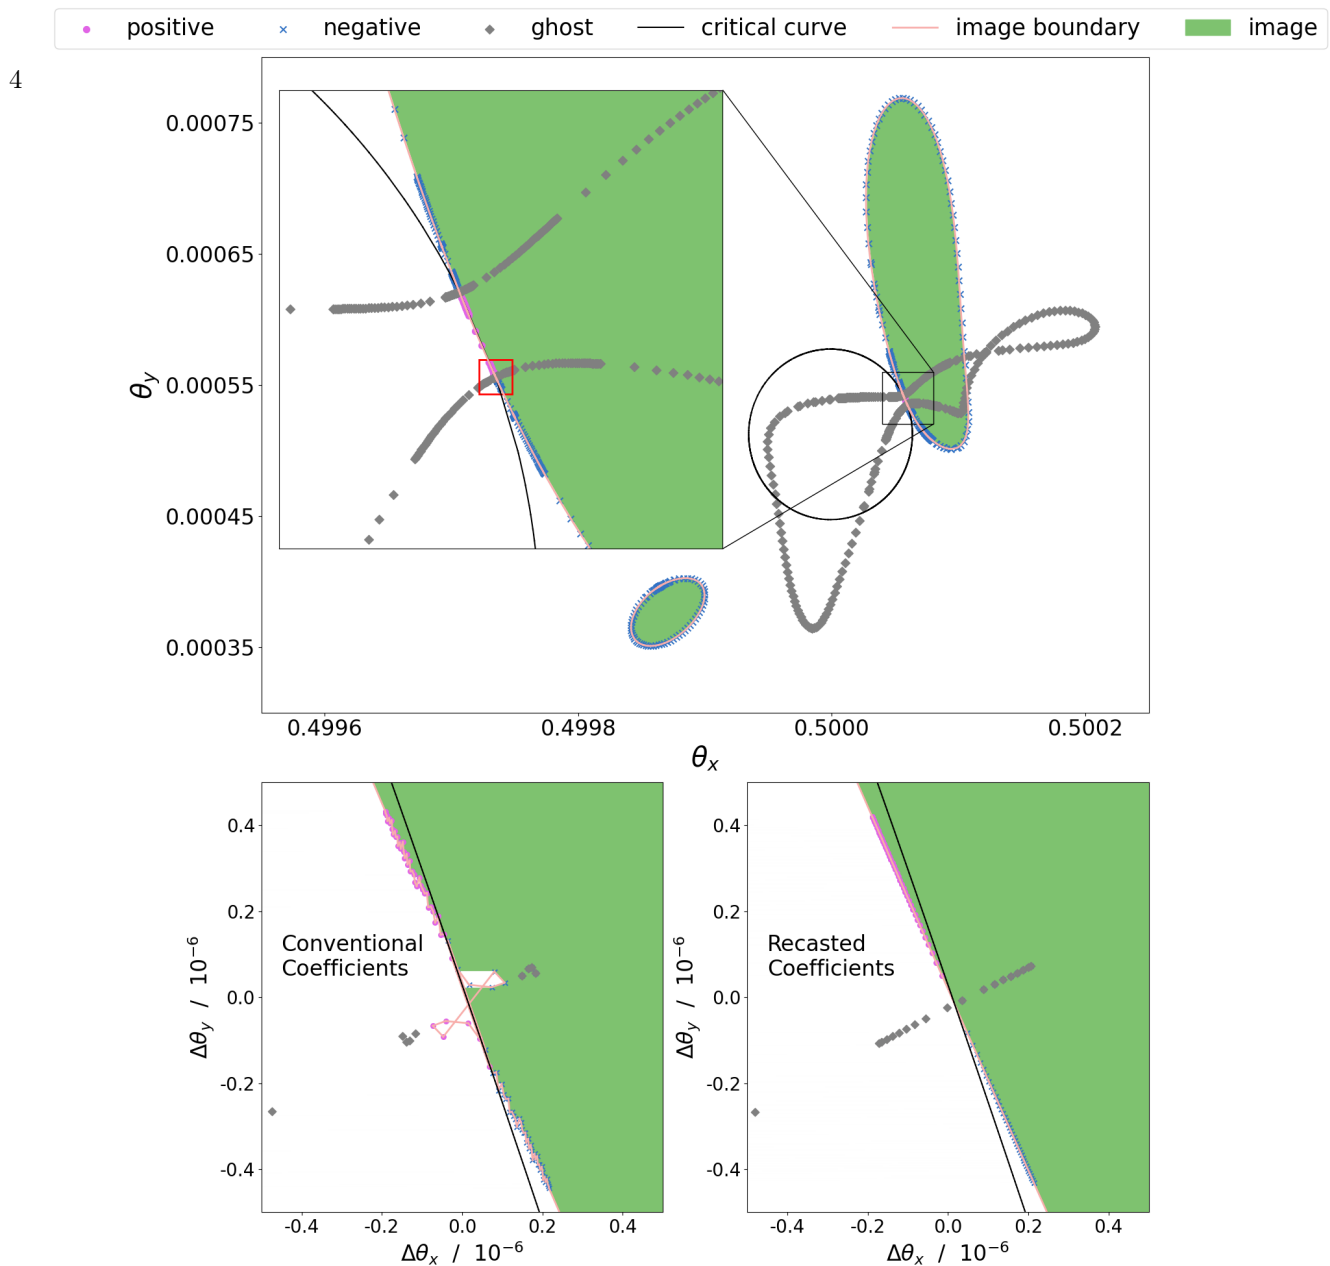 positive negative ghost critical curve image boundary image
4
0.00075
0.00065
0.00055
0.00045
0.00035
θy
0.4996 0.4998 0.5000 0.5002
θx
0.4
0.2
0.0
-0.2
-0.4
Δθy / 10−6
Conventional
Coefficients
-0.4 -0.2 0.0 0.2 0.4
Δθx / 10−6
0.4
0.2
0.0
-0.2
-0.4
Δθy / 10−6
Recasted
Coefficients
-0.4 -0.2 0.0 0.2 0.4
Δθx / 10−6